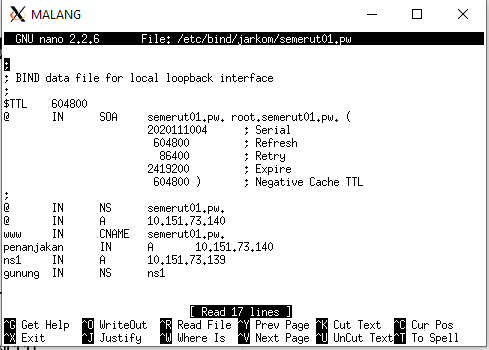 MALANG
GNU nano 2.2.6 File: /etc/bind/jarkom/semerut01.pw
;
; BIND data file for local loopback interface
;
$TTL 604800
@ IN SOA semerut01.pw. root.semerut01.pw. (
2020111004 ; Serial
604800 ; Refresh
86400 ; Retry
2419200 ; Expire
604800 ) ; Negative Cache TTL
;
@ IN NS semerut01.pw.
@ IN A 10.151.73.140
www IN CNAME semerut01.pw.
penanjakan IN A 10.151.73.140
ns1 IN A 10.151.73.139
gunung IN NS ns1
[ Read 17 lines ]
^G Get Help ^O WriteOut ^R Read File ^Y Prev Page ^K Cut Text ^C Cur Pos
^X Exit ^J Justify ^W Where Is ^V Next Page ^U UnCut Text ^T To Spell